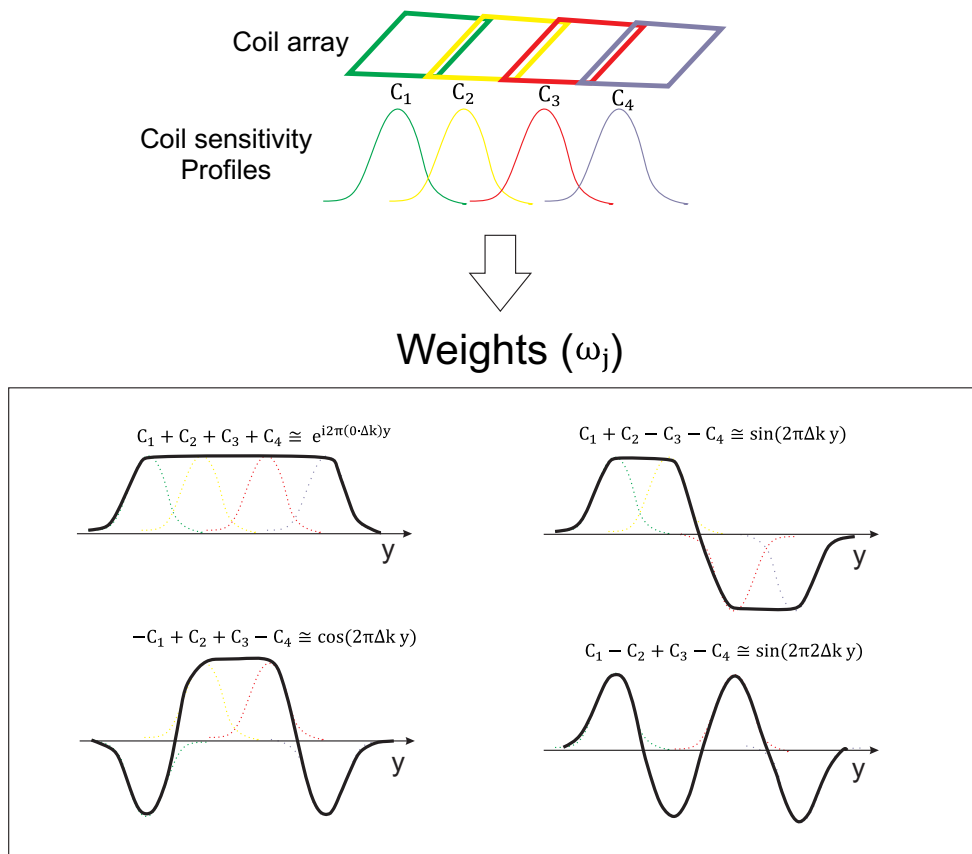 Coil array
C₁ C₂ C₃ C₄
Coil sensitivity
Profiles
Weights (ωⱼ)
C₁ + C₂ + C₃ + C₄ ≅ e^{i2π(0·Δk)y}
y
C₁ + C₂ − C₃ − C₄ ≅ sin(2πΔk y)
y
−C₁ + C₂ + C₃ − C₄ ≅ cos(2πΔk y)
y
C₁ − C₂ + C₃ − C₄ ≅ sin(2π2Δk y)
y